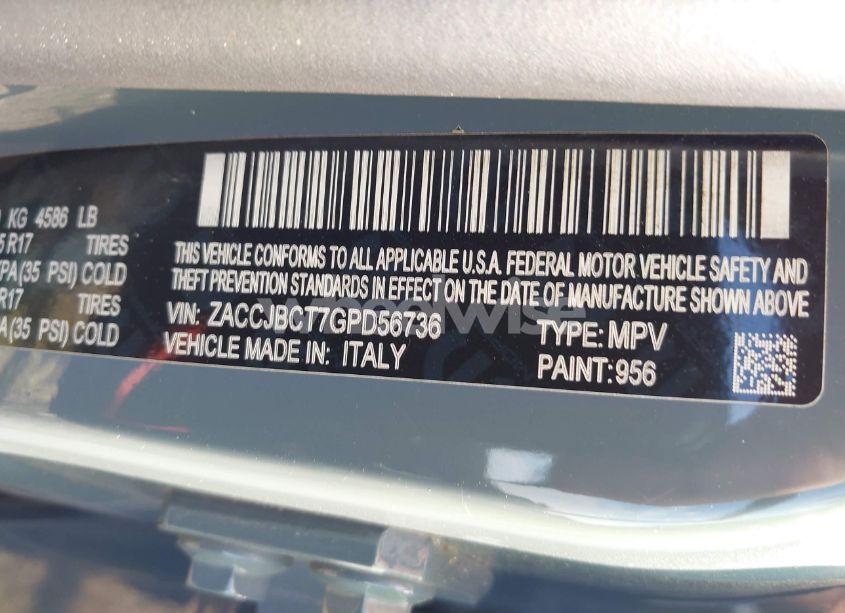 KG 4586 LB
R17 TIRES
(35 PSI) COLD
R17 TIRES
(35 PSI) COLD
THIS VEHICLE CONFORMS TO ALL APPLICABLE U.S.A. FEDERAL MOTOR VEHICLE SAFETY AND
THEFT PREVENTION STANDARDS IN EFFECT ON THE DATE OF MANUFACTURE SHOWN ABOVE
VIN: ZACCJBCT7GPD56736 TYPE: MPV
VEHICLE MADE IN: ITALY PAINT: 956